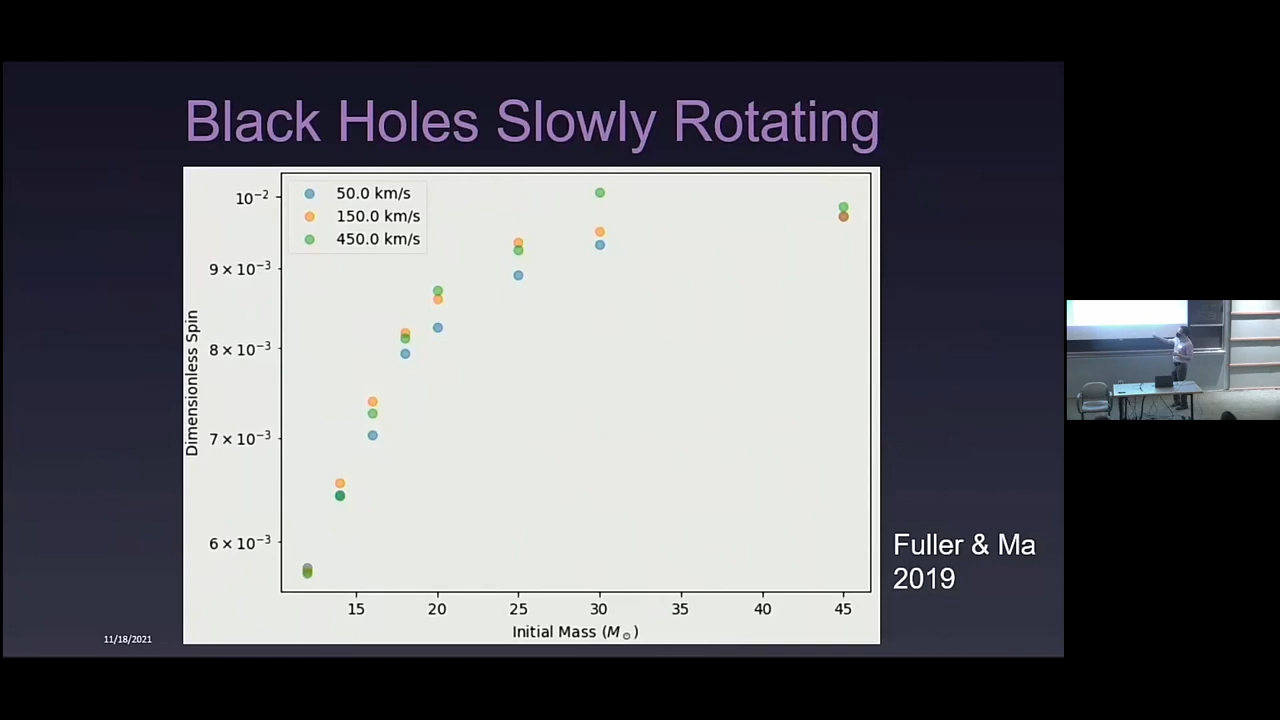 Black Holes Slowly Rotating
50.0 km/s
150.0 km/s
450.0 km/s
Dimensionless Spin
10⁻²
9 × 10⁻³
8 × 10⁻³
7 × 10⁻³
6 × 10⁻³
15 20 25 30 35 40 45
Initial Mass (M☉)
Fuller & Ma
2019
11/18/2021